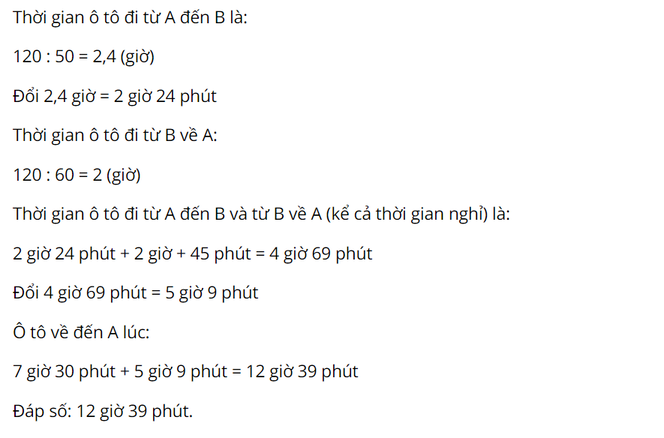 Thời gian ô tô đi từ A đến B là:
120 : 50 = 2,4 (giờ)
Đổi 2,4 giờ = 2 giờ 24 phút
Thời gian ô tô đi từ B về A:
120 : 60 = 2 (giờ)
Thời gian ô tô đi từ A đến B và từ B về A (kể cả thời gian nghỉ) là:
2 giờ 24 phút + 2 giờ + 45 phút = 4 giờ 69 phút
Đổi 4 giờ 69 phút = 5 giờ 9 phút
Ô tô về đến A lúc:
7 giờ 30 phút + 5 giờ 9 phút = 12 giờ 39 phút
Đáp số: 12 giờ 39 phút.